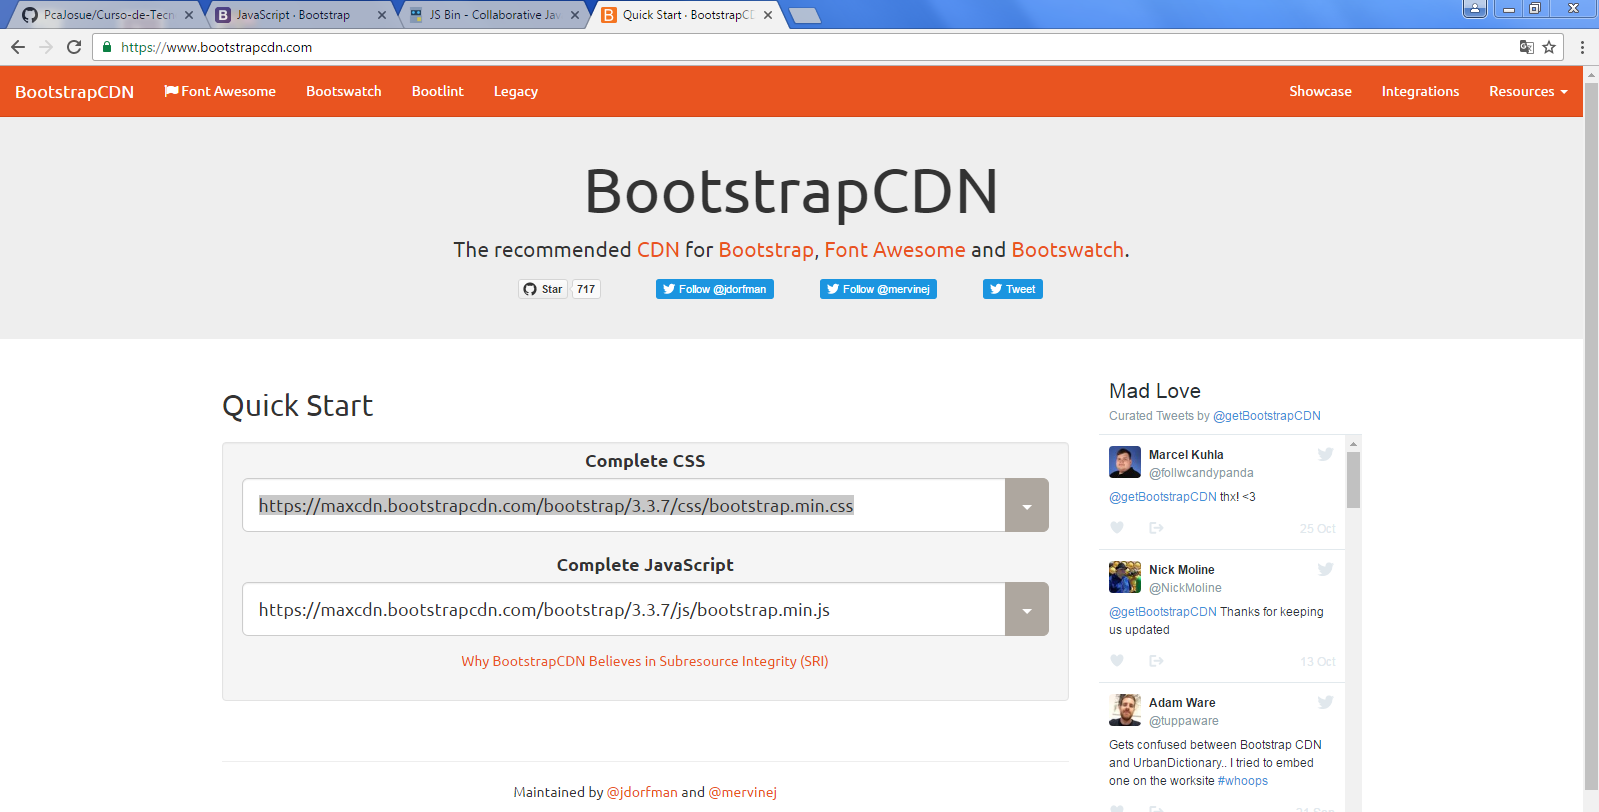 PcaJosue/Curso-de-Tecn
JavaScript · Bootstrap
JS Bin - Collaborative Jav
Quick Start · BootstrapCD
https://www.bootstrapcdn.com
BootstrapCDN Font Awesome Bootswatch Bootlint Legacy Showcase Integrations Resources
BootstrapCDN
The recommended CDN for Bootstrap, Font Awesome and Bootswatch.
Star 717 Follow @jdorfman Follow @mervinej Tweet
Quick Start
Complete CSS
https://maxcdn.bootstrapcdn.com/bootstrap/3.3.7/css/bootstrap.min.css
Complete JavaScript
https://maxcdn.bootstrapcdn.com/bootstrap/3.3.7/js/bootstrap.min.js
Why BootstrapCDN Believes in Subresource Integrity (SRI)
Mad Love
Curated Tweets by @getBootstrapCDN
Marcel Kuhla
@follwcandypanda
@getBootstrapCDN thx! <3
25 Oct
Nick Moline
@NickMoline
@getBootstrapCDN Thanks for keeping
us updated
13 Oct
Adam Ware
@tuppaware
Gets confused between Bootstrap CDN
and UrbanDictionary.. I tried to embed
one on the worksite #whoops
Maintained by @jdorfman and @mervinej